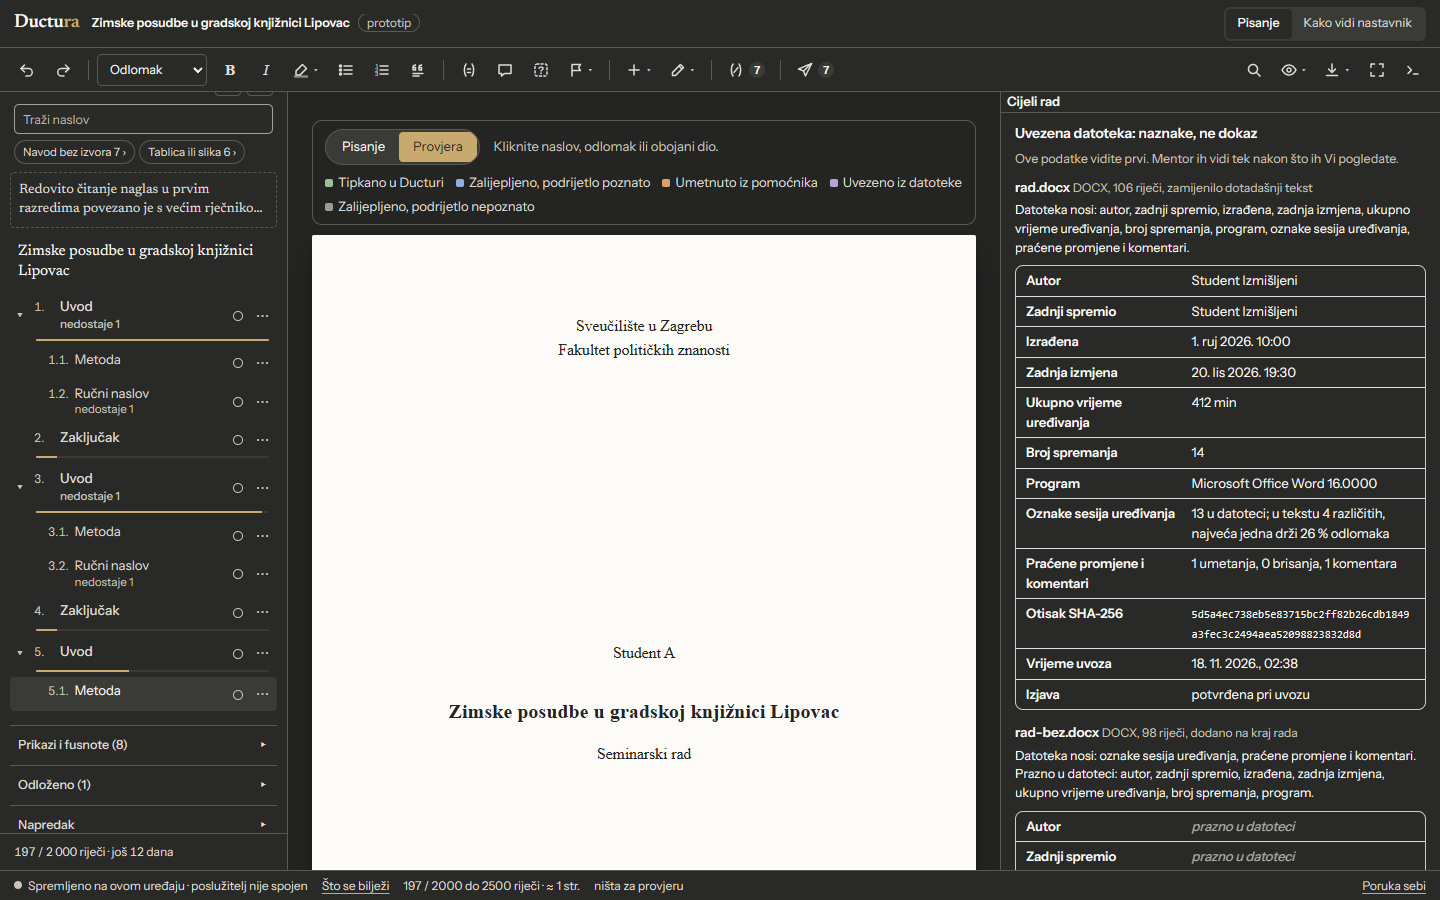 Ductura Zimske posudbe u gradskoj knjižnici Lipovac prototip
Pisanje Kako vidi nastavnik
Odlomak B I 7 7
Traži naslov
Navod bez izvora 7 › Tablica ili slika 6 ›
Redovito čitanje naglas u prvim
razredima povezano je s većim rječniko...
Zimske posudbe u gradskoj knjižnici
Lipovac
1. Uvod
nedostaje 1
1.1. Metoda
1.2. Ručni naslov
nedostaje 1
2. Zaključak
3. Uvod
nedostaje 1
3.1. Metoda
3.2. Ručni naslov
nedostaje 1
4. Zaključak
5. Uvod
5.1. Metoda
Prikazi i fusnote (8)
Odloženo (1)
Napredak
197 / 2 000 riječi · još 12 dana
Pisanje Provjera Kliknite naslov, odlomak ili obojani dio.
Tipkano u Ducturi Zalijepljeno, podrijetlo poznato Umetnuto iz pomoćnika Uvezeno iz datoteke
Zalijepljeno, podrijetlo nepoznato
Sveučilište u Zagrebu
Fakultet političkih znanosti
Student A
Zimske posudbe u gradskoj knjižnici Lipovac
Seminarski rad
Cijeli rad
Uvezena datoteka: naznake, ne dokaz
Ove podatke vidite prvi. Mentor ih vidi tek nakon što ih Vi pogledate.
rad.docx DOCX, 106 riječi, zamijenilo dotadašnji tekst
Datoteka nosi: autor, zadnji spremio, izrađena, zadnja izmjena, ukupno
vrijeme uređivanja, broj spremanja, program, oznake sesija uređivanja,
praćene promjene i komentari.
Autor Student Izmišljeni
Zadnji spremio Student Izmišljeni
Izrađena 1. ruj 2026. 10:00
Zadnja izmjena 20. lis 2026. 19:30
Ukupno vrijeme 412 min
uređivanja
Broj spremanja 14
Program Microsoft Office Word 16.0000
Oznake sesija uređivanja 13 u datoteci; u tekstu 4 različitih,
najveća jedna drži 26 % odlomaka
Praćene promjene i 1 umetanja, 0 brisanja, 1 komentara
komentari
Otisak SHA-256 5d5a4ec738eb5e83715bc2ff82b26cdb1849
a3fec3c2494aea52098823832d8d
Vrijeme uvoza 18. 11. 2026., 02:38
Izjava potvrđena pri uvozu
rad-bez.docx DOCX, 98 riječi, dodano na kraj rada
Datoteka nosi: oznake sesija uređivanja, praćene promjene i komentari.
Prazno u datoteci: autor, zadnji spremio, izrađena, zadnja izmjena,
ukupno vrijeme uređivanja, broj spremanja, program.
Autor prazno u datoteci
Zadnji spremio prazno u datoteci
Spremljeno na ovom uređaju · poslužitelj nije spojen Što se bilježi 197 / 2000 do 2500 riječi · ≈ 1 str. ništa za provjeru Poruka sebi